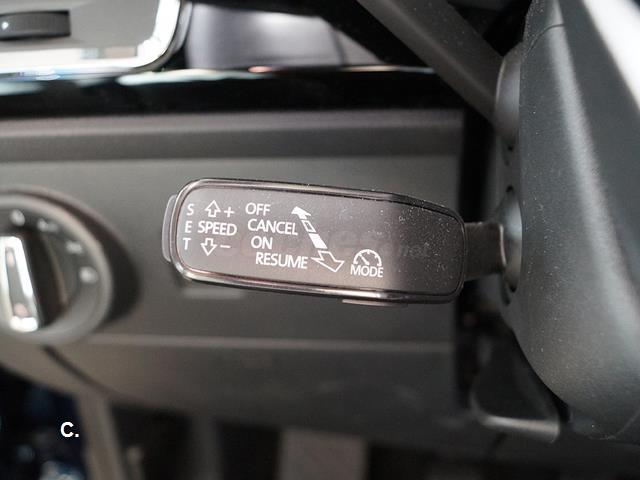 S
E
T
+
SPEED
−
OFF
CANCEL
ON
RESUME
MODE
C.